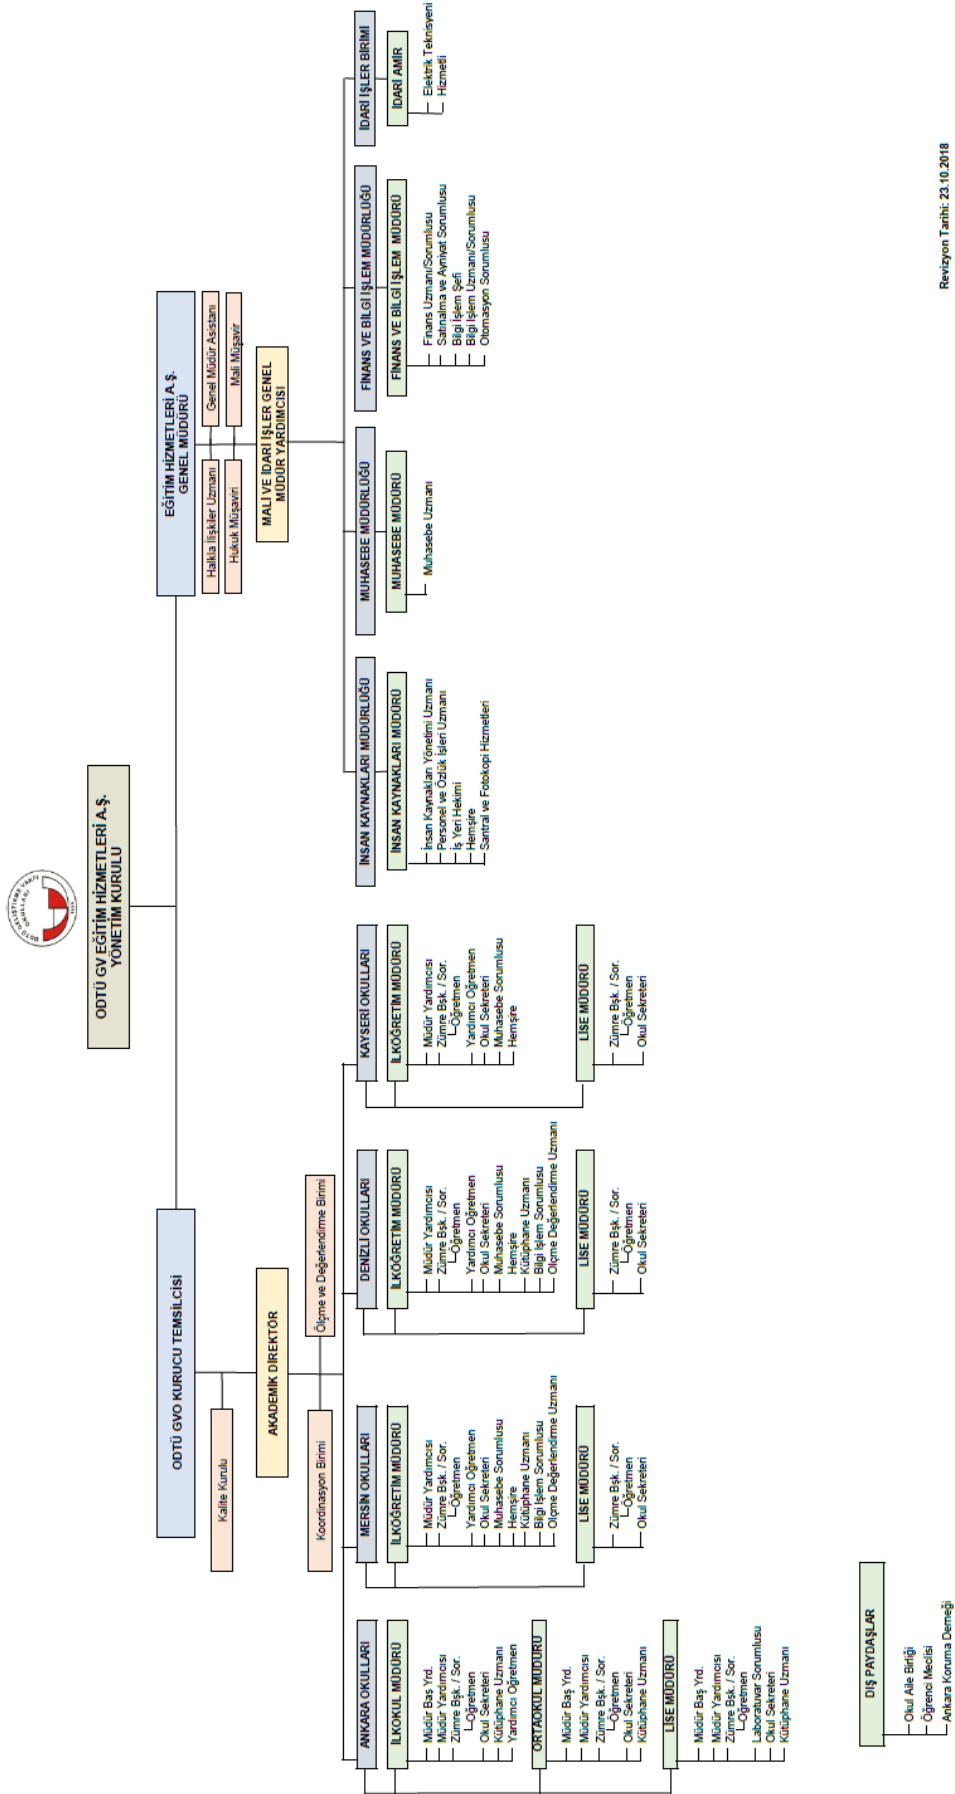 ODTÜ GELİŞTİRME VAKFI
OKULLARI
ODTÜ GV EĞİTİM HİZMETLERİ A.Ş.
YÖNETİM KURULU
ODTÜ GVO KURUCU TEMSİLCİSİ
Kalite Kurulu
AKADEMİK DİREKTÖR
Koordinasyon Birimi
Ölçme ve Değerlendirme Birimi
EĞİTİM HİZMETLERİ A.Ş.
GENEL MÜDÜRÜ
Halkla İlişkiler Uzmanı
Genel Müdür Asistanı
Hukuk Müşaviri
Mali Müşavir
MALİ VE İDARİ İŞLER GENEL
MÜDÜR YARDIMCISI
ANKARA OKULLARI
İLKOKUL MÜDÜRÜ
Müdür Baş Yrd.
Müdür Yardımcısı
Zümre Bşk. / Sor.
Öğretmen
Okul Sekreteri
Kütüphane Uzmanı
Yardımcı Öğretmen
ORTAOKUL MÜDÜRÜ
Müdür Baş Yrd.
Müdür Yardımcısı
Zümre Bşk. / Sor.
Öğretmen
Okul Sekreteri
Kütüphane Uzmanı
LİSE MÜDÜRÜ
Müdür Baş Yrd.
Müdür Yardımcısı
Zümre Bşk. / Sor.
Öğretmen
Laboratuvar Sorumlusu
Okul Sekreteri
Kütüphane Uzmanı
MERSİN OKULLARI
İLKÖĞRETİM MÜDÜRÜ
Müdür Yardımcısı
Zümre Bşk. / Sor.
Öğretmen
Yardımcı Öğretmen
Okul Sekreteri
Muhasebe Sorumlusu
Hemşire
Kütüphane Uzmanı
Bilgi İşlem Sorumlusu
Ölçme Değerlendirme Uzmanı
LİSE MÜDÜRÜ
Zümre Bşk. / Sor.
Öğretmen
Okul Sekreteri
DENİZLİ OKULLARI
İLKÖĞRETİM MÜDÜRÜ
Müdür Yardımcısı
Zümre Bşk. / Sor.
Öğretmen
Yardımcı Öğretmen
Okul Sekreteri
Muhasebe Sorumlusu
Hemşire
Kütüphane Uzmanı
Bilgi İşlem Sorumlusu
Ölçme Değerlendirme Uzmanı
LİSE MÜDÜRÜ
Zümre Bşk. / Sor.
Öğretmen
Okul Sekreteri
KAYSERİ OKULLARI
İLKÖĞRETİM MÜDÜRÜ
Müdür Yardımcısı
Zümre Bşk. / Sor.
Öğretmen
Yardımcı Öğretmen
Okul Sekreteri
Muhasebe Sorumlusu
Hemşire
LİSE MÜDÜRÜ
Zümre Bşk. / Sor.
Öğretmen
Okul Sekreteri
İNSAN KAYNAKLARI MÜDÜRLÜĞÜ
İNSAN KAYNAKLARI MÜDÜRÜ
İnsan Kaynakları Yönetimi Uzmanı
Personel ve Özlük İşleri Uzmanı
İş Yeri Hekimi
Hemşire
Santral ve Fotokopi Hizmetleri
MUHASEBE MÜDÜRLÜĞÜ
MUHASEBE MÜDÜRÜ
Muhasebe Uzmanı
FİNANS VE BİLGİ İŞLEM MÜDÜRLÜĞÜ
FİNANS VE BİLGİ İŞLEM MÜDÜRÜ
Finans Uzmanı/Sorumlusu
Satınalma ve Ayniyat Sorumlusu
Bilgi İşlem Şefi
Bilgi İşlem Uzmanı/Sorumlusu
Otomasyon Sorumlusu
İDARİ İŞLER BİRİMİ
İDARİ AMİR
Elektrik Teknisyeni
Hizmetli
DIŞ PAYDAŞLAR
Okul Aile Birliği
Öğrenci Meclisi
Ankara Koruma Derneği
Revizyon Tarihi: 23.10.2018